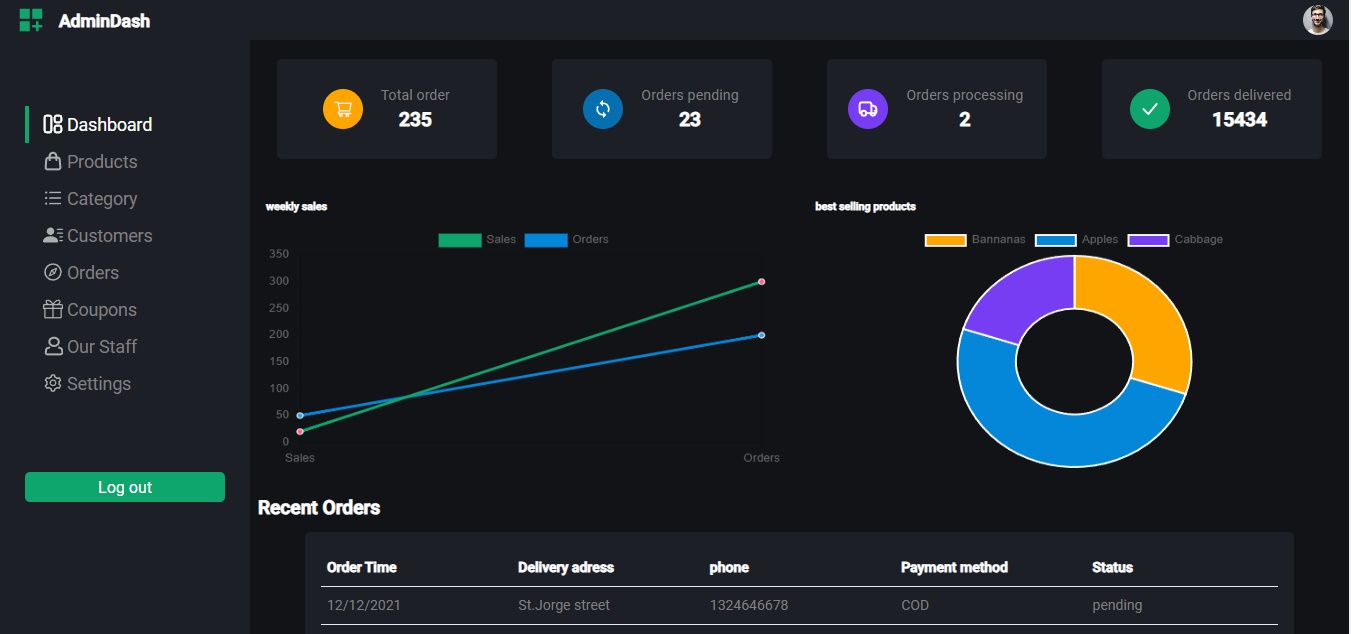 AdminDash
Dashboard
Products
Category
Customers
Orders
Coupons
Our Staff
Settings
Log out
Total order
235
Orders pending
23
Orders processing
2
Orders delivered
15434
weekly sales
Sales Orders
350
300
250
200
150
100
50
0
Sales Orders
best selling products
Bannanas Apples Cabbage
Recent Orders
Order Time Delivery adress phone Payment method Status
12/12/2021 St.Jorge street 1324646678 COD pending